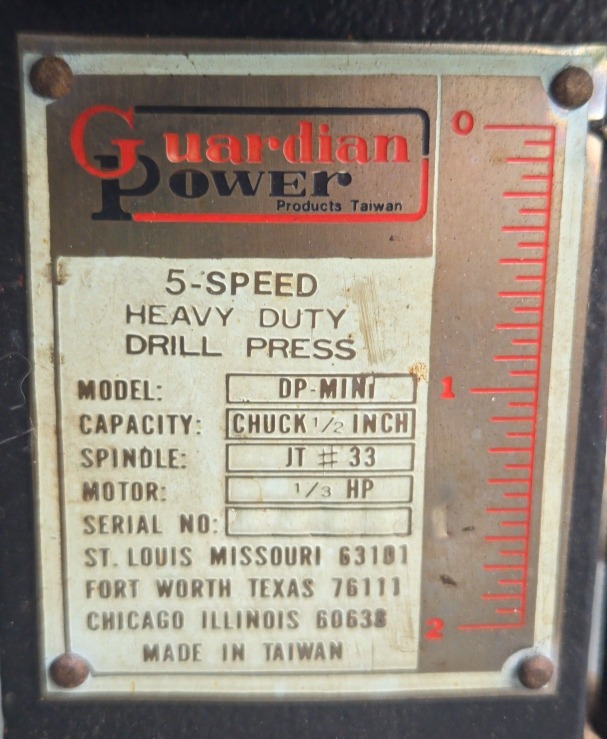 Guardian
Power
Products Taiwan
5-SPEED
HEAVY DUTY
DRILL PRESS
MODEL: DP-MINI
CAPACITY: CHUCK 1/2 INCH
SPINDLE: JT # 33
MOTOR: 1/3 HP
SERIAL NO:
ST. LOUIS MISSOURI 63101
FORT WORTH TEXAS 76111
CHICAGO ILLINOIS 60638
MADE IN TAIWAN
0
1
2